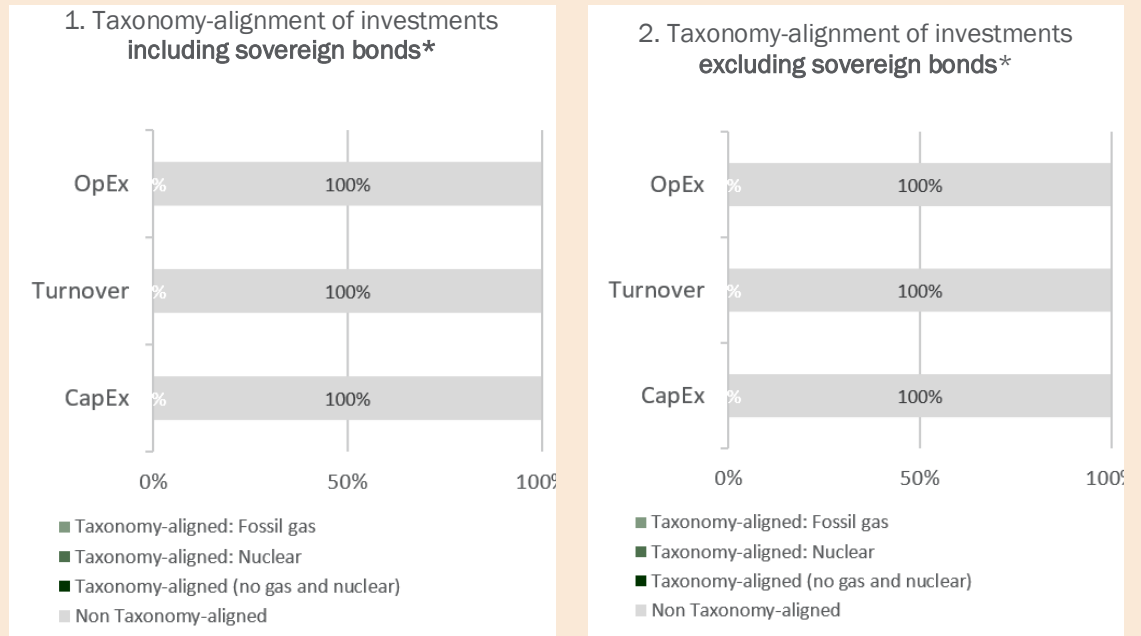 1. Taxonomy-alignment of investments
including sovereign bonds*
OpEx
%
100%
Turnover
%
100%
CapEx
%
100%
0%
50%
100%
Taxonomy-aligned: Fossil gas
Taxonomy-aligned: Nuclear
Taxonomy-aligned (no gas and nuclear)
Non Taxonomy-aligned
2. Taxonomy-alignment of investments
excluding sovereign bonds*
OpEx
%
100%
Turnover
%
100%
CapEx
%
100%
0%
50%
100%
Taxonomy-aligned: Fossil gas
Taxonomy-aligned: Nuclear
Taxonomy-aligned (no gas and nuclear)
Non Taxonomy-aligned